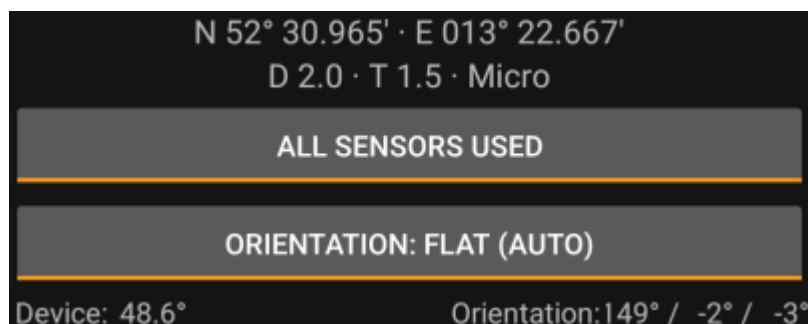 N 52° 30.965' · E 013° 22.667'
D 2.0 · T 1.5 · Micro
ALL SENSORS USED
ORIENTATION: FLAT (AUTO)
Device: 48.6° Orientation:149° / -2° / -3°